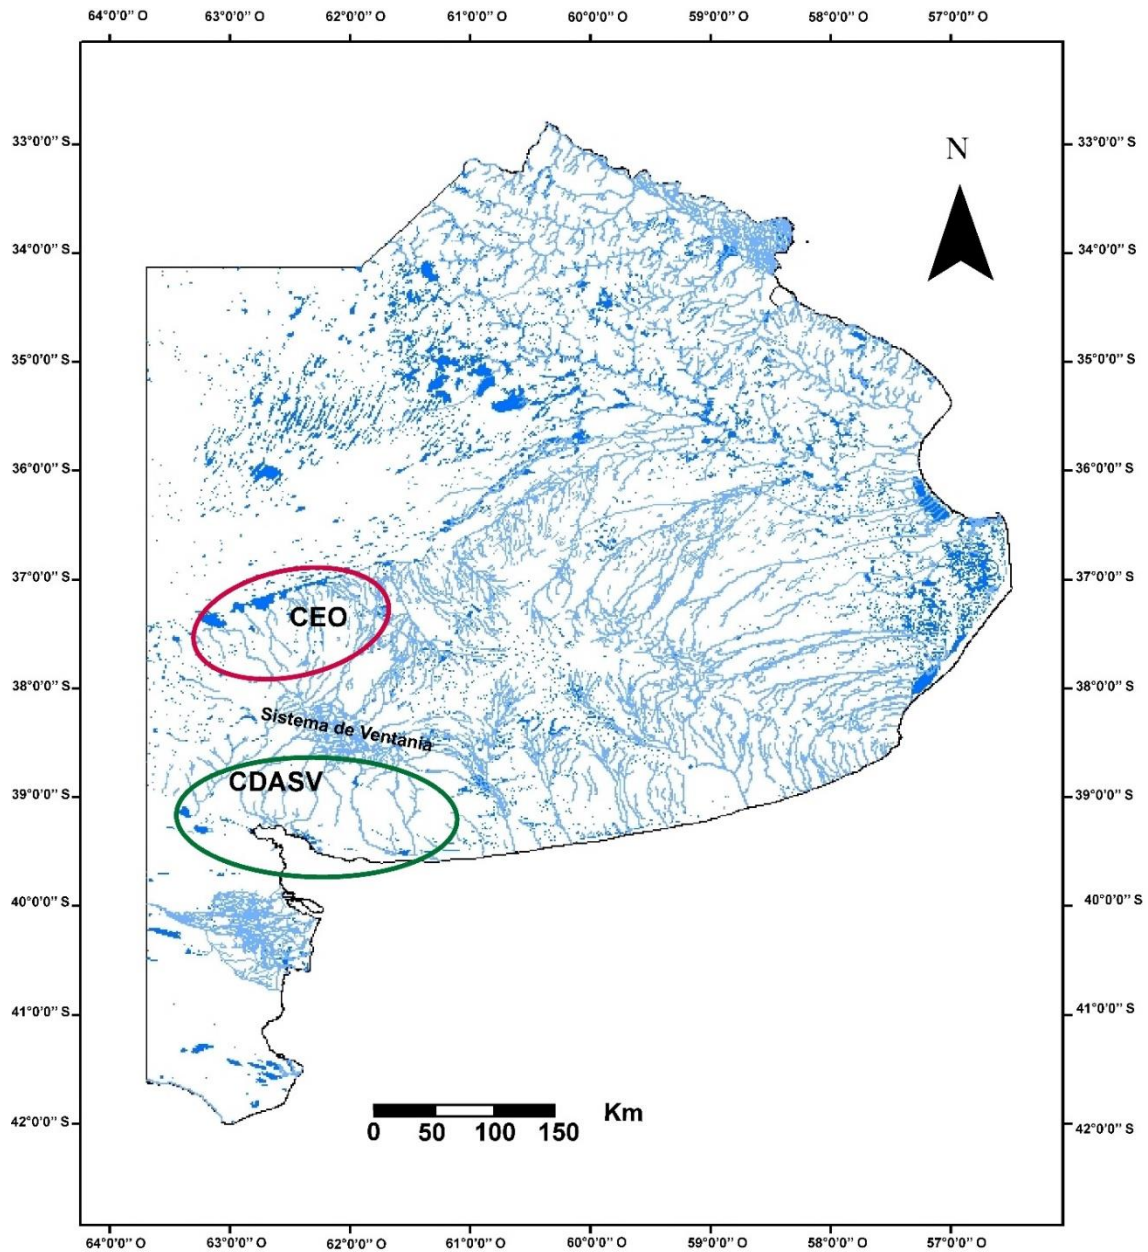 64°0'0'' O 63°0'0'' O 62°0'0'' O 61°0'0'' O 60°0'0'' O 59°0'0'' O 58°0'0'' O 57°0'0'' O
33°0'0'' S 33°0'0'' S
N
34°0'0'' S 34°0'0'' S
35°0'0'' S 35°0'0'' S
36°0'0'' S 36°0'0'' S
37°0'0'' S 37°0'0'' S
CEO
38°0'0'' S 38°0'0'' S
Sistema de Ventania
CDASV
39°0'0'' S 39°0'0'' S
40°0'0'' S 40°0'0'' S
41°0'0'' S 41°0'0'' S
Km
0 50 100 150
42°0'0'' S 42°0'0'' S
64°0'0'' O 63°0'0'' O 62°0'0'' O 61°0'0'' O 60°0'0'' O 59°0'0'' O 58°0'0'' O 57°0'0'' O